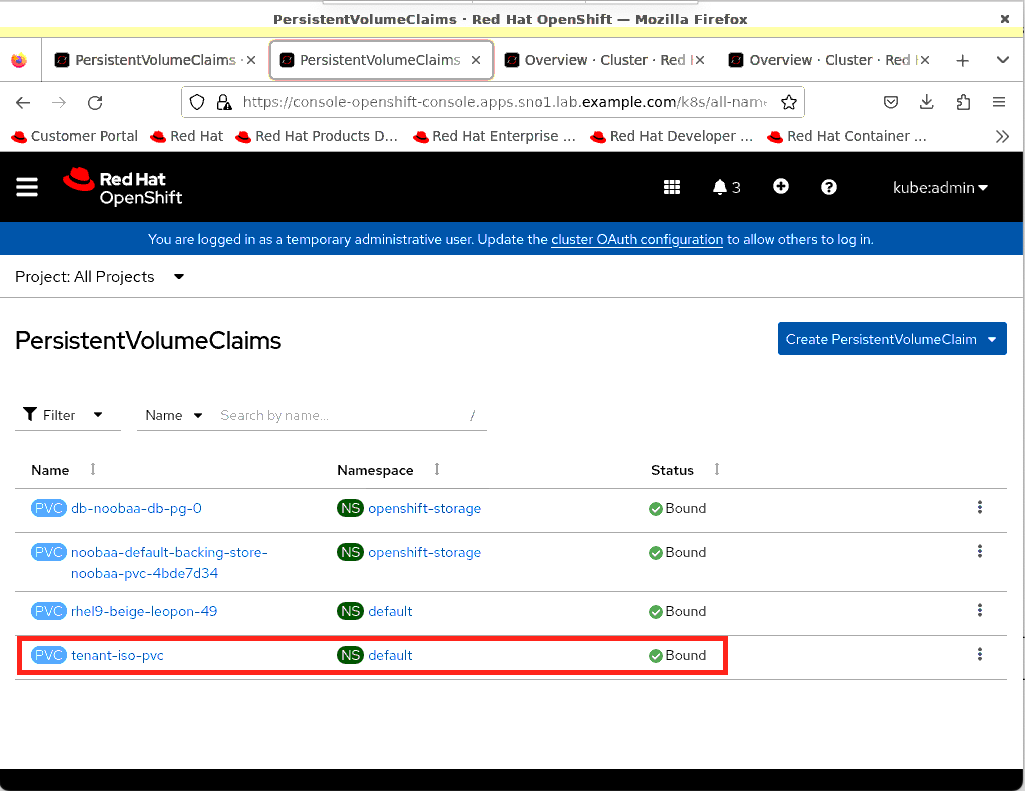 PersistentVolumeClaims · Red Hat OpenShift — Mozilla Firefox
PersistentVolumeClaims ·
PersistentVolumeClaims
Overview · Cluster · Red
Overview · Cluster · Red
https://console-openshift-console.apps.sno1.lab.example.com/k8s/all-name
Customer Portal Red Hat Red Hat Products D... Red Hat Enterprise ... Red Hat Developer ... Red Hat Container ...
Red Hat
OpenShift
3
kube:admin
You are logged in as a temporary administrative user. Update the cluster OAuth configuration to allow others to log in.
Project: All Projects
PersistentVolumeClaims
Create PersistentVolumeClaim
Filter Name Search by name... /
Name Namespace Status
PVC db-noobaa-db-pg-0 NS openshift-storage Bound
PVC noobaa-default-backing-store-
noobaa-pvc-4bde7d34 NS openshift-storage Bound
PVC rhel9-beige-leopon-49 NS default Bound
PVC tenant-iso-pvc NS default Bound